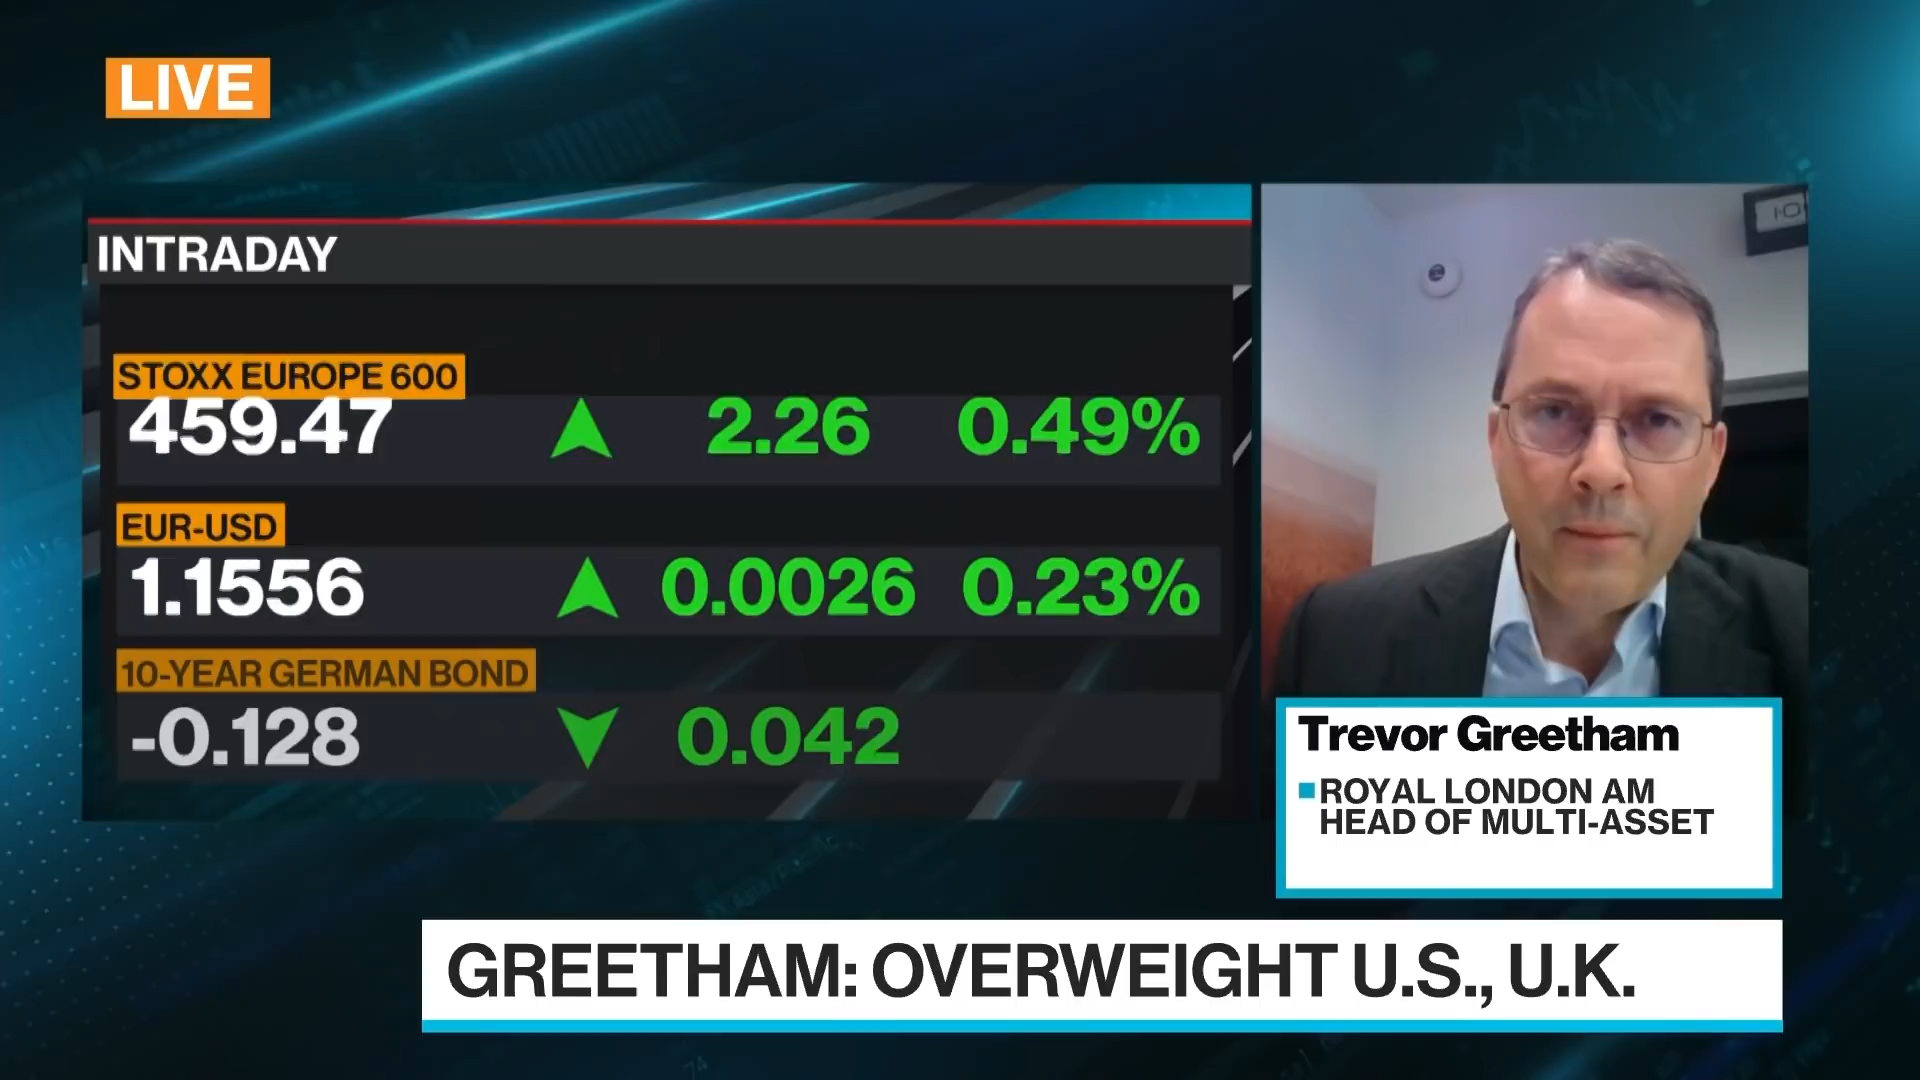 LIVE
INTRADAY
STOXX EUROPE 600
459.47 ▲ 2.26 0.49%
EUR-USD
1.1556 ▲ 0.0026 0.23%
10-YEAR GERMAN BOND
-0.128 ▼ 0.042
Trevor Greetham
ROYAL LONDON AM
HEAD OF MULTI-ASSET
GREETHAM: OVERWEIGHT U.S., U.K.